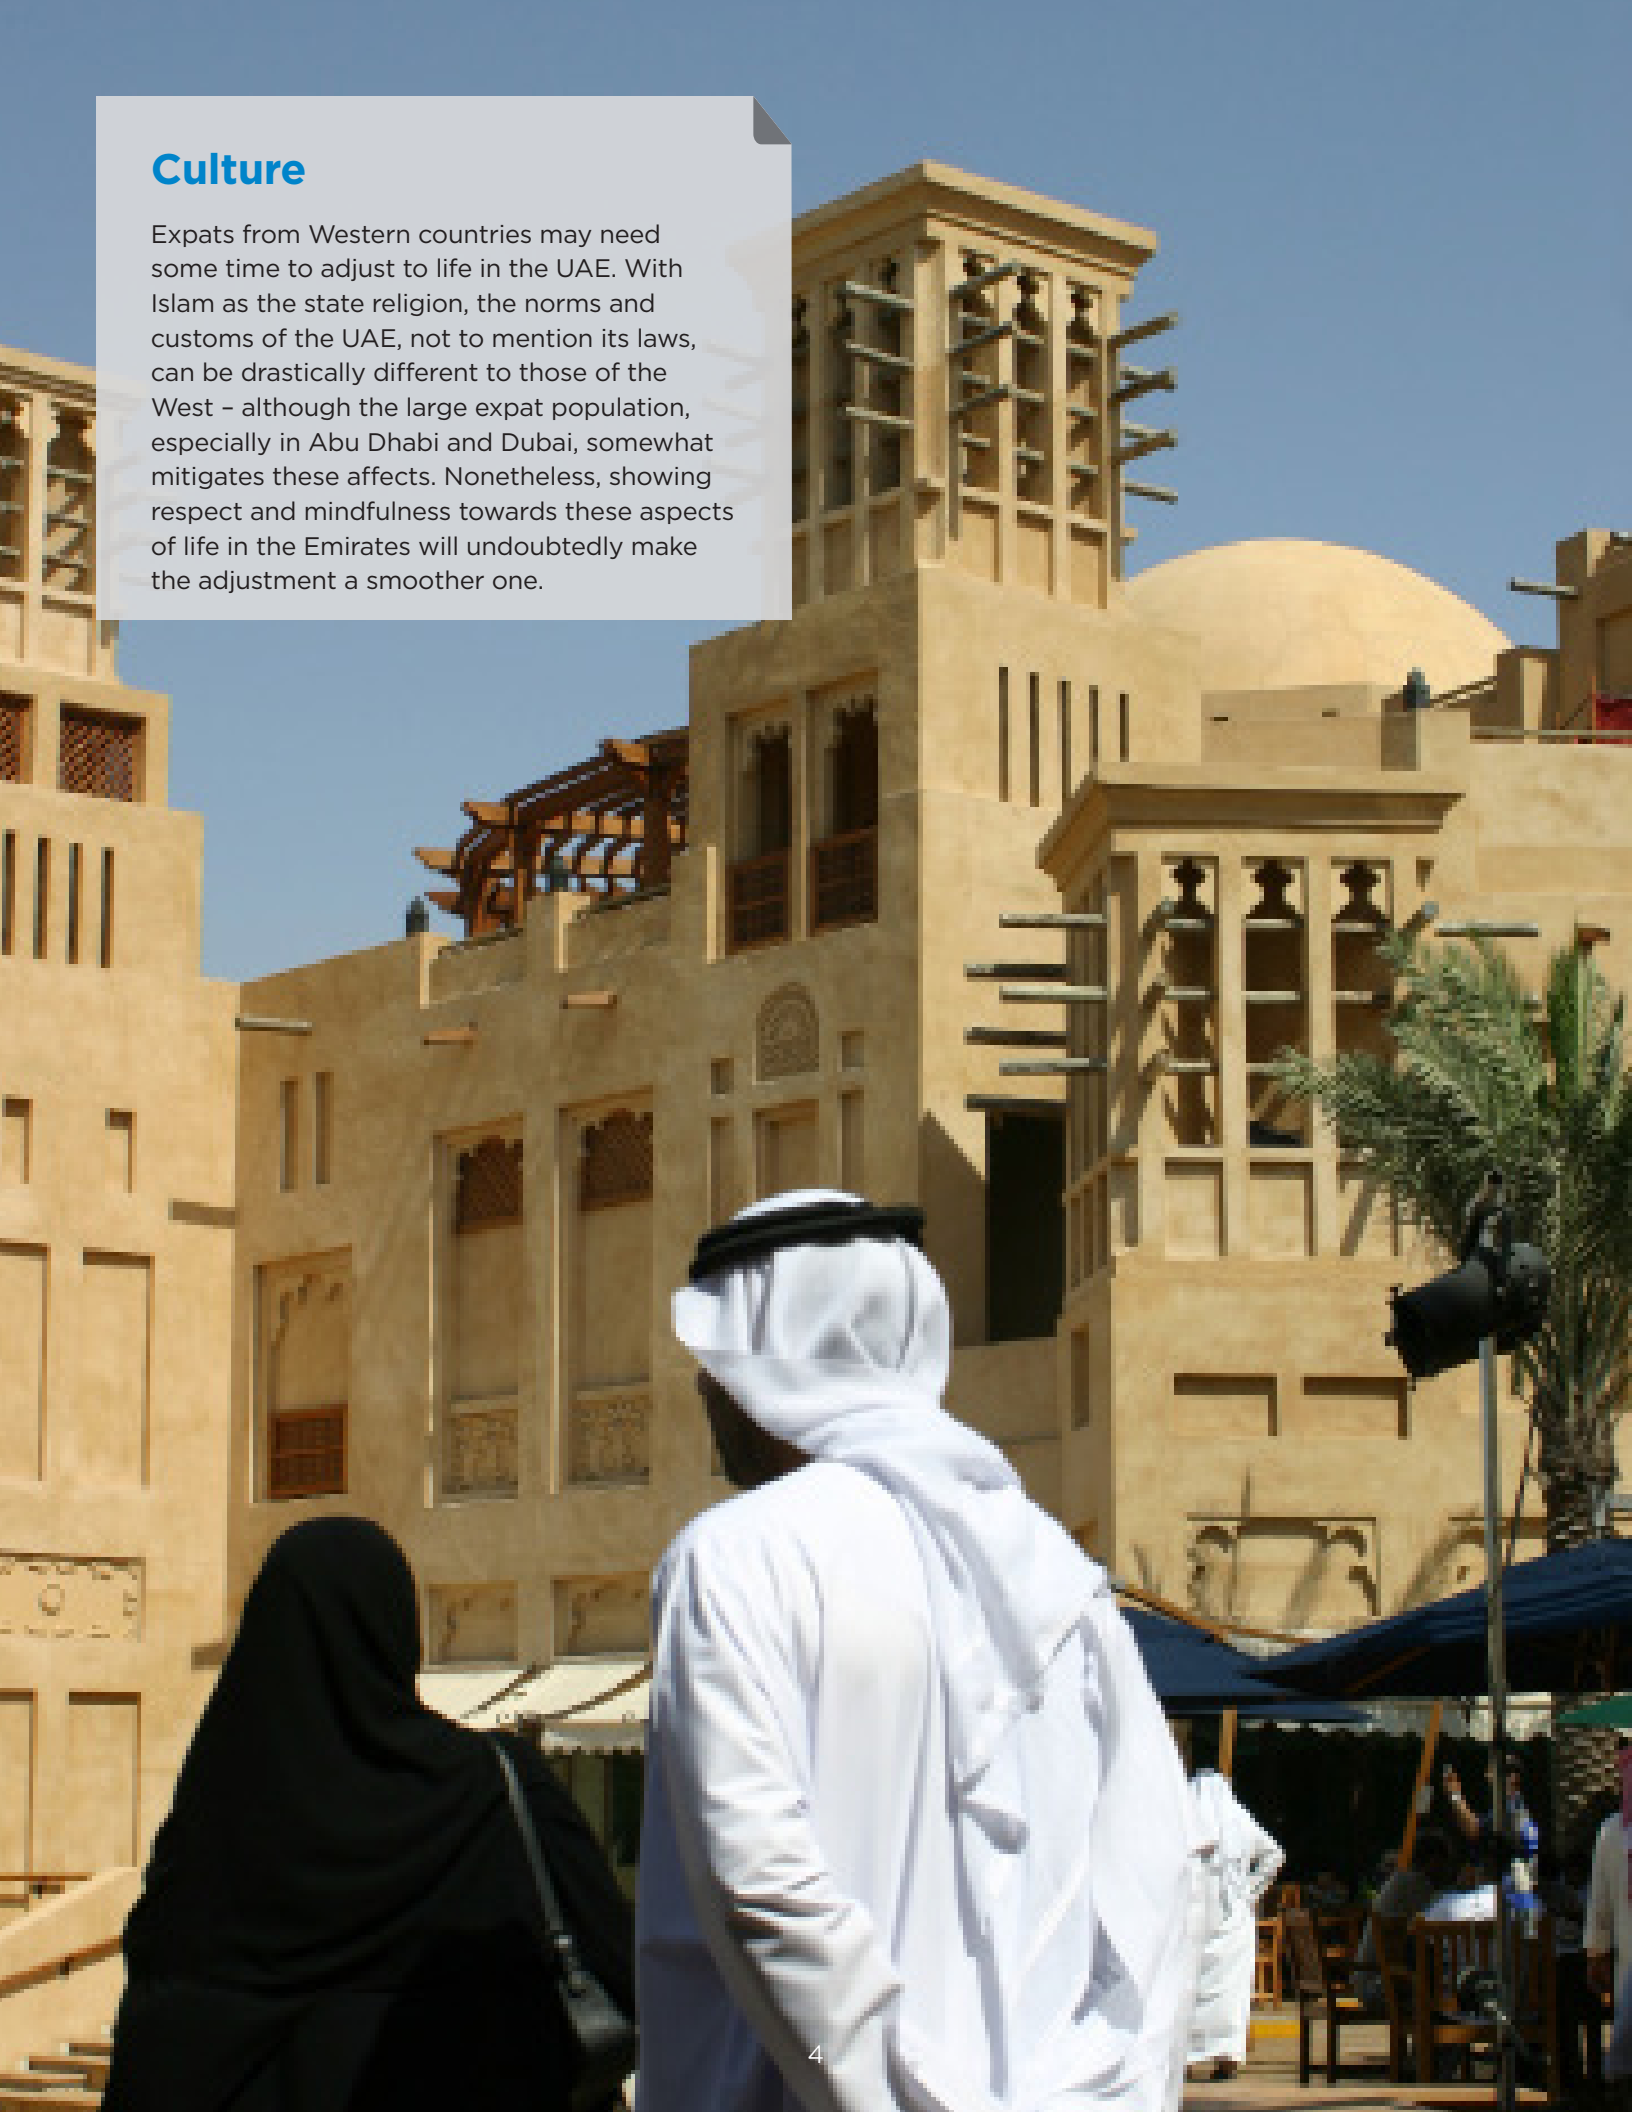 Culture
Expats from Western countries may need
some time to adjust to life in the UAE. With
Islam as the state religion, the norms and
customs of the UAE, not to mention its laws,
can be drastically different to those of the
West – although the large expat population,
especially in Abu Dhabi and Dubai, somewhat
mitigates these affects. Nonetheless, showing
respect and mindfulness towards these aspects
of life in the Emirates will undoubtedly make
the adjustment a smoother one.
4